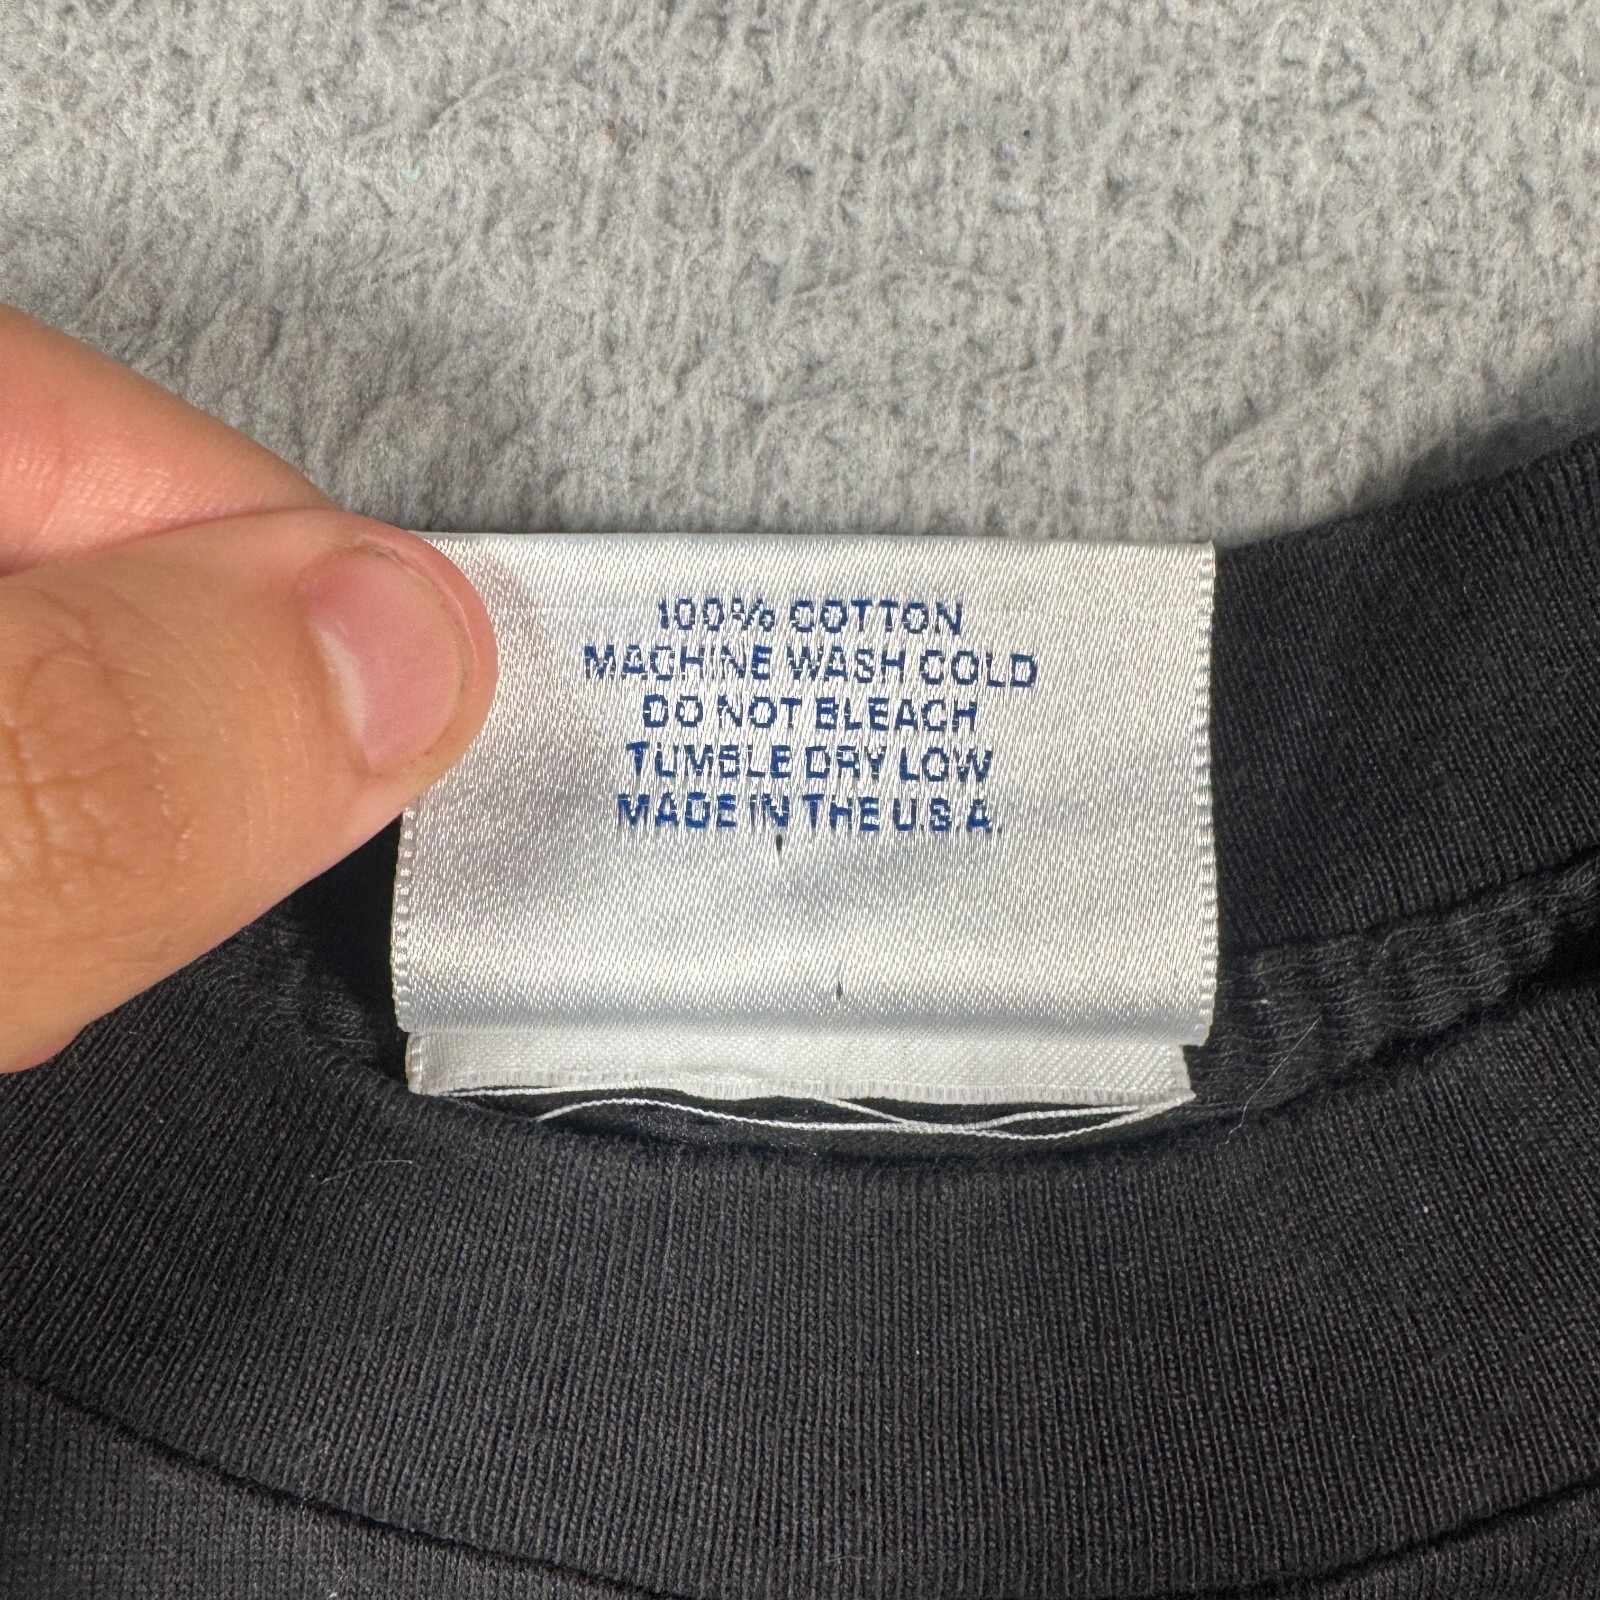 100% COTTON
MACHINE WASH COLD
DO NOT BLEACH
TUMBLE DRY LOW
MADE IN THE U.S.A.